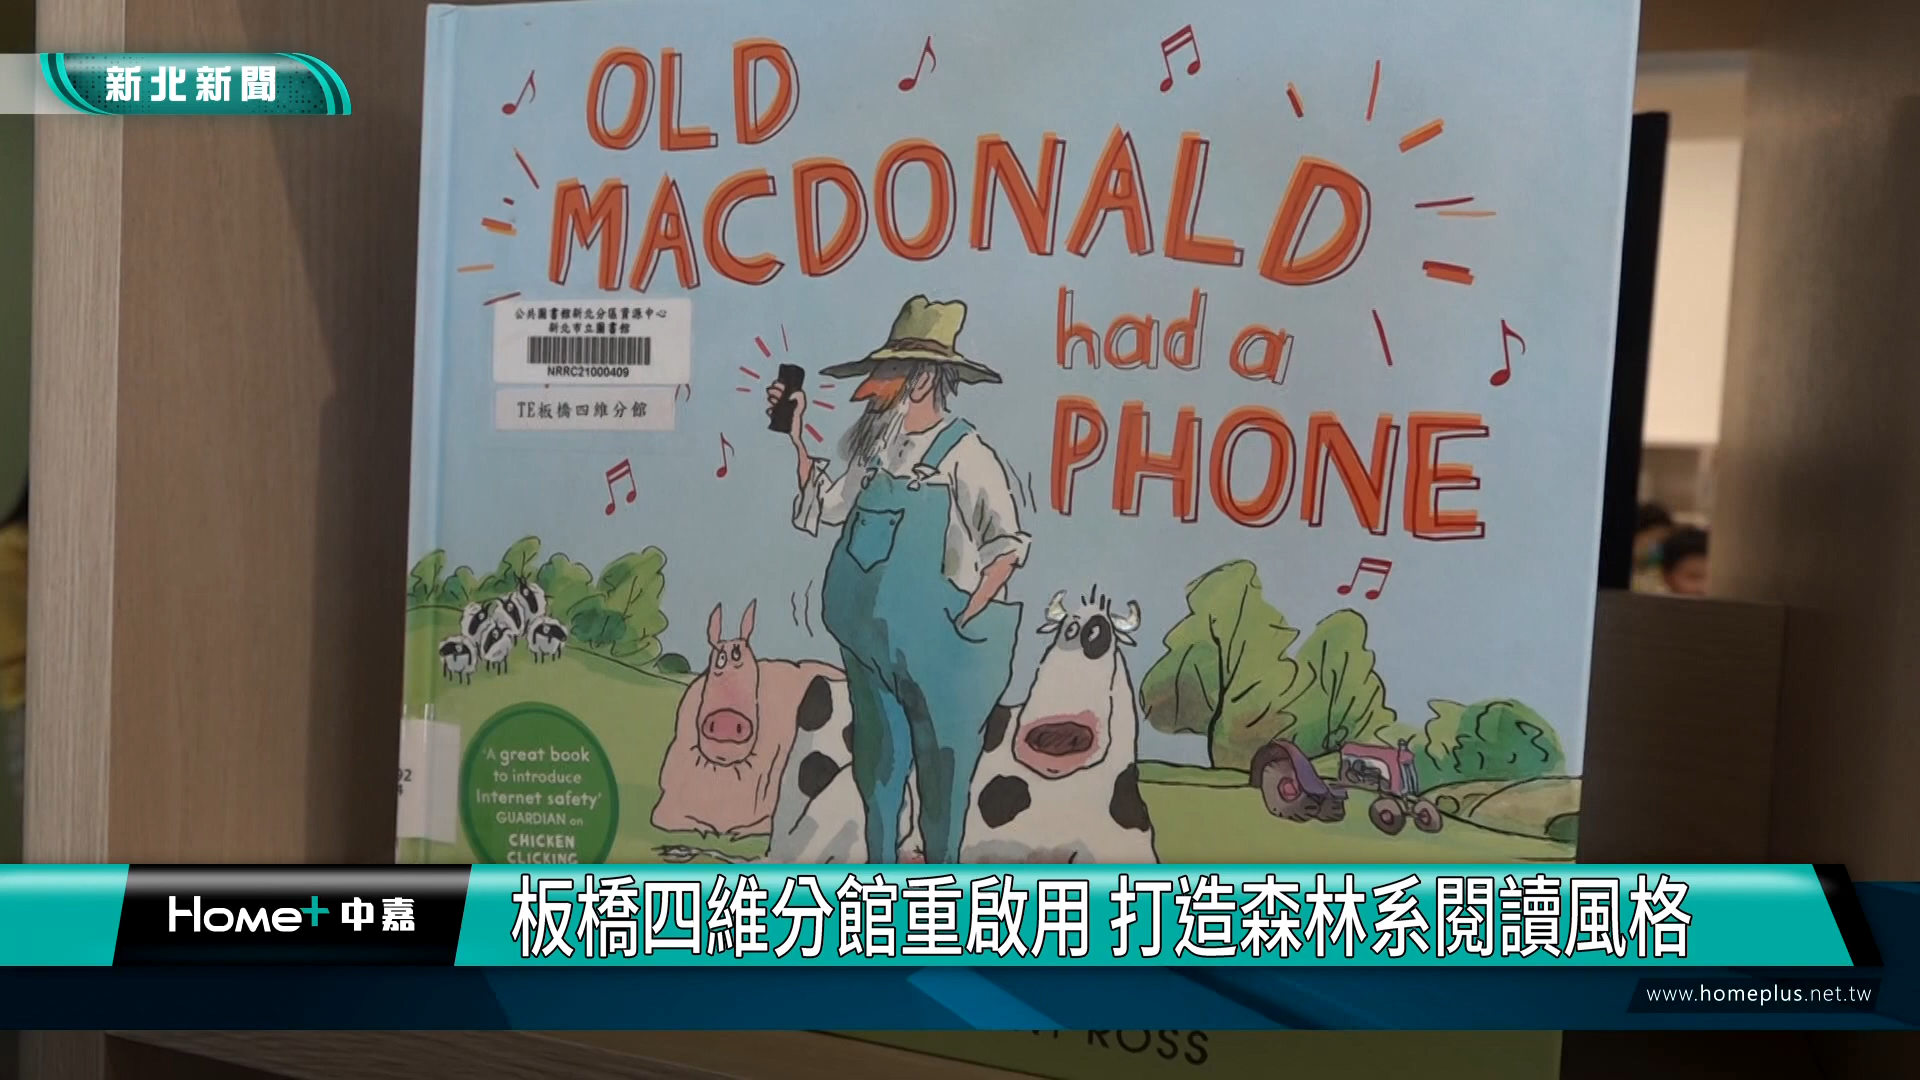 新北新聞
OLD
MACDONALD
had a
PHONE
公共圖書館新北分區資源中心
新北市立圖書館
NRRC21000409
TE板橋四維分館
'A great book
to introduce
Internet safety'
GUARDIAN on
CHICKEN
CLICKING
Home+ 中嘉
板橋四維分館重啟用 打造森林系閱讀風格
www.homeplus.net.tw
ROSS